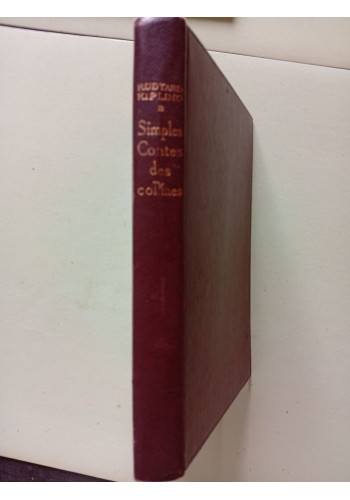 RUDYARD
KIPLING
Simples
Contes
des
collines